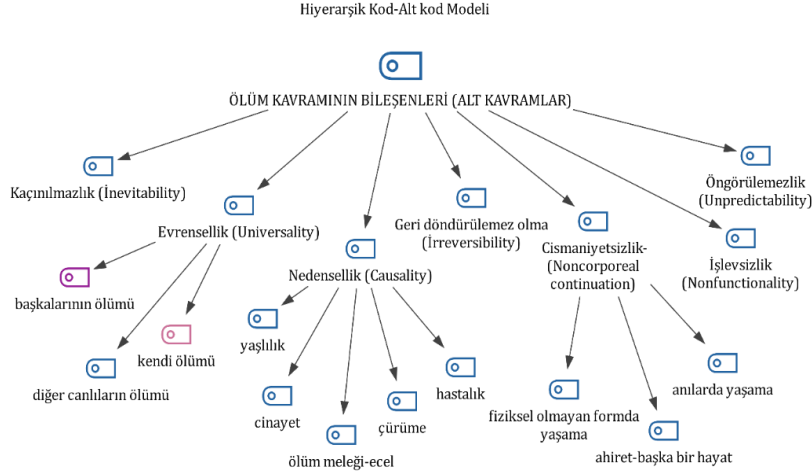 Hiyerarşik Kod-Alt kod Modeli
ÖLÜM KAVRAMININ BİLEŞENLERİ (ALT KAVRAMLAR)
Kaçınılmazlık (İnevitability)
Evrensellik (Universality)
başkalarının ölümü
diğer canlıların ölümü
kendi ölümü
Nedensellik (Causality)
yaşlılık
cinayet
ölüm meleği-ecel
çürüme
hastalık
Geri döndürülemez olma
(İrreversibility)
Cismaniyetsizlik-
(Noncorporeal
continuation)
fiziksel olmayan formda
yaşama
ahiret-başka bir hayat
anılarda yaşama
İşlevsizlik
(Nonfunctionality)
Öngörülemezlik
(Unpredictability)